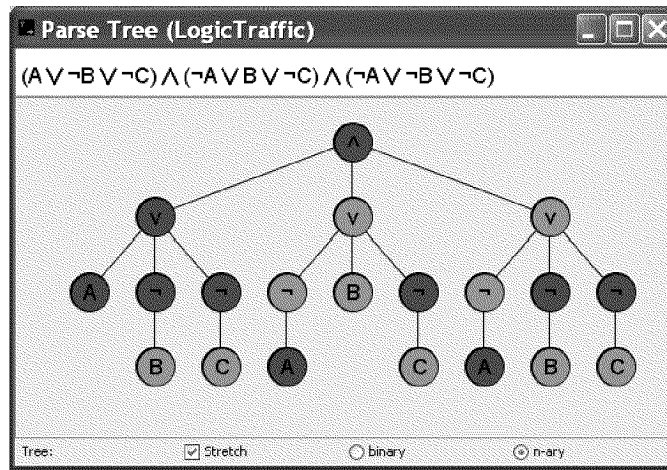 Parse Tree (LogicTraffic)
(A ∨ ¬B ∨ ¬C) ∧ (¬A ∨ B ∨ ¬C) ∧ (¬A ∨ ¬B ∨ ¬C)
∧
∨ ∨ ∨
A ¬ ¬ ¬ B ¬ ¬ ¬ ¬
B C A C A B C
Tree: Stretch binary n-ary